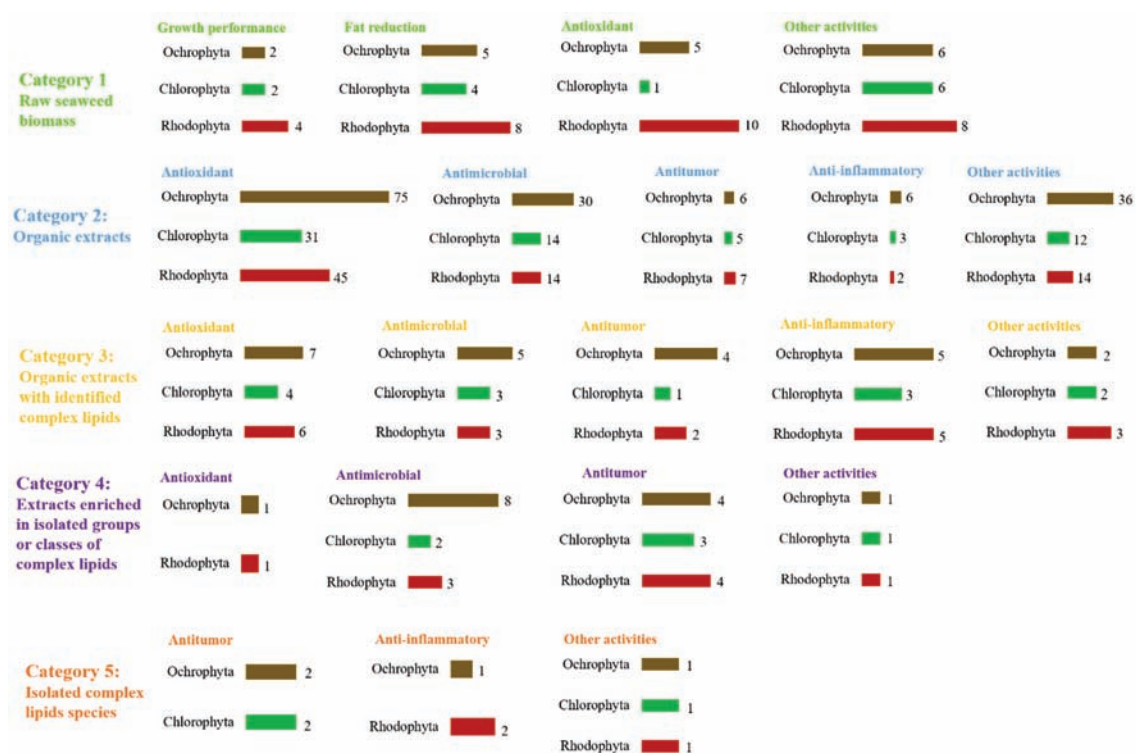 Growth performance Fat reduction Antioxidant Other activities
Ochrophyta 2 Ochrophyta 5 Ochrophyta 5 Ochrophyta 6
Category 1
Raw seaweed
biomass
Chlorophyta 2 Chlorophyta 4 Chlorophyta 1 Chlorophyta 6
Rhodophyta 4 Rhodophyta 8 Rhodophyta 10 Rhodophyta 8
Antioxidant Antimicrobial Antitumor Anti-inflammatory Other activities
Ochrophyta 75 Ochrophyta 30 Ochrophyta 6 Ochrophyta 6 Ochrophyta 36
Category 2:
Organic extracts
Chlorophyta 31 Chlorophyta 14 Chlorophyta 5 Chlorophyta 3 Chlorophyta 12
Rhodophyta 45 Rhodophyta 14 Rhodophyta 7 Rhodophyta 2 Rhodophyta 14
Antioxidant Antimicrobial Antitumor Anti-inflammatory Other activities
Ochrophyta 7 Ochrophyta 5 Ochrophyta 4 Ochrophyta 5 Ochrophyta 2
Category 3:
Organic extracts
with identified
complex lipids
Chlorophyta 4 Chlorophyta 3 Chlorophyta 1 Chlorophyta 3 Chlorophyta 2
Rhodophyta 6 Rhodophyta 3 Rhodophyta 2 Rhodophyta 5 Rhodophyta 3
Antioxidant Antimicrobial Antitumor Other activities
Ochrophyta 1 Ochrophyta 8 Ochrophyta 4 Ochrophyta 1
Category 4:
Extracts enriched
in isolated groups
or classes of
complex lipids
Chlorophyta 2 Chlorophyta 3 Chlorophyta 1
Rhodophyta 1 Rhodophyta 3 Rhodophyta 4 Rhodophyta 1
Antitumor Anti-inflammatory Other activities
Ochrophyta 2 Ochrophyta 1 Ochrophyta 1
Category 5:
Isolated complex
lipids species
Chlorophyta 2 Rhodophyta 2 Chlorophyta 1
Rhodophyta 1